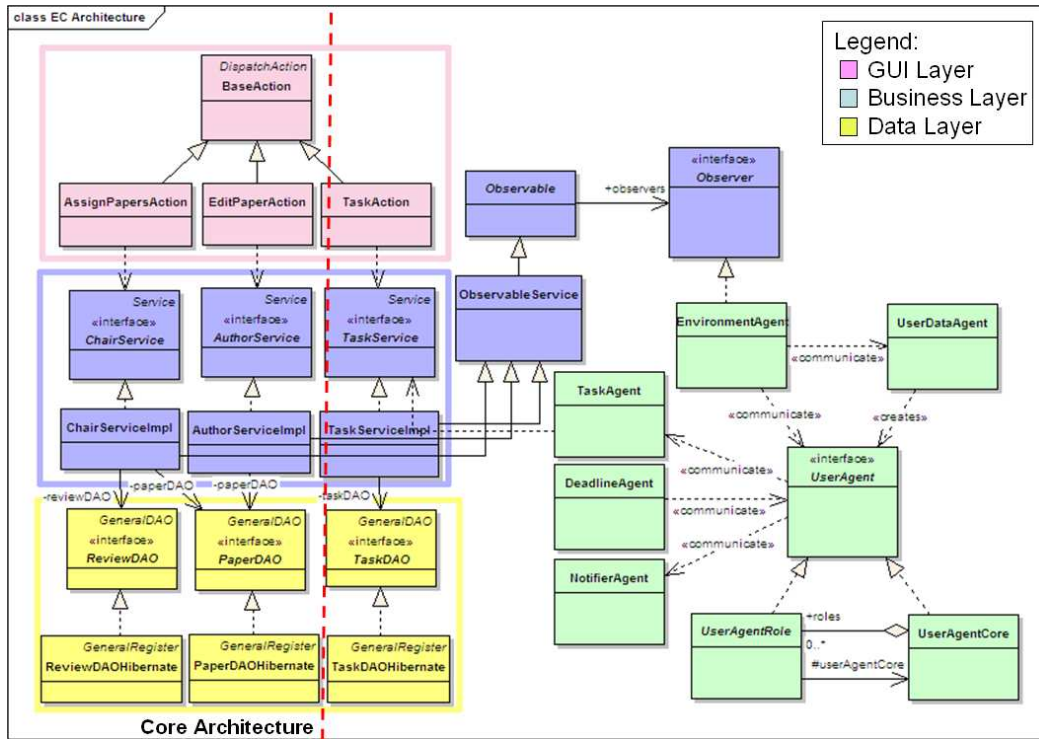 class EC Architecture
Legend:
GUI Layer
Business Layer
Data Layer
DispatchAction
BaseAction
AssignPapersAction
EditPaperAction
TaskAction
Observable
+observers
«interface»
Observer
Service
«interface»
ChairService
Service
«interface»
AuthorService
Service
«interface»
TaskService
ObservableService
EnvironmentAgent
UserDataAgent
«communicate»
TaskAgent
«communicate»
«creates»
ChairServiceImpl
AuthorServiceImpl
TaskServiceImpl
«interface»
UserAgent
«communicate»
DeadlineAgent
«communicate»
«communicate»
NotifierAgent
-reviewDAO
-paperDAO
-paperDAO
-taskDAO
GeneralDAO
«interface»
ReviewDAO
GeneralDAO
«interface»
PaperDAO
GeneralDAO
«interface»
TaskDAO
GeneralRegister
ReviewDAOHibernate
GeneralRegister
PaperDAOHibernate
GeneralRegister
TaskDAOHibernate
UserAgentRole
+roles
0..*
#userAgentCore
UserAgentCore
Core Architecture